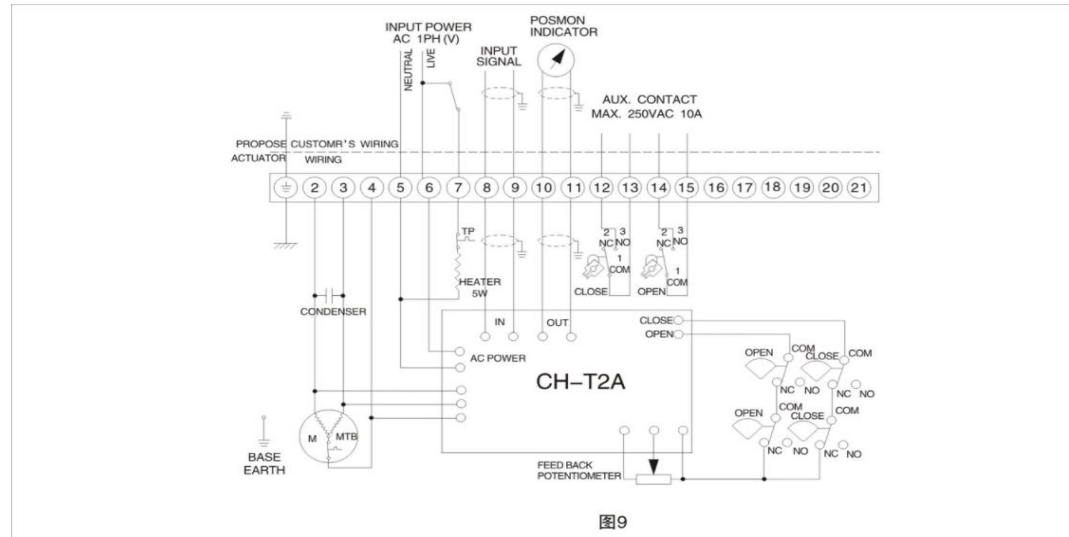 INPUT POWER
AC 1PH (V)
NEUTRAL
LIVE
INPUT
SIGNAL
POSMON
INDICATOR
AUX. CONTACT
MAX. 250VAC 10A
PROPOSE CUSTOMR'S WIRING
ACTUATOR WIRING
2 3 4 5 6 7 8 9 10 11 12 13 14 15 16 17 18 19 20 21
TP
HEATER
5W
2 3
NC NO
1
COM
CLOSE
2 3
NC NO
1
COM
OPEN
CONDENSER
IN OUT
AC POWER
CH-T2A
CLOSE
OPEN
OPEN COM
CLOSE COM
NC NO
NC NO
OPEN COM
CLOSE COM
NC NO
NC NO
M MTB
BASE
EARTH
FEED BACK
POTENTIOMETER
图9